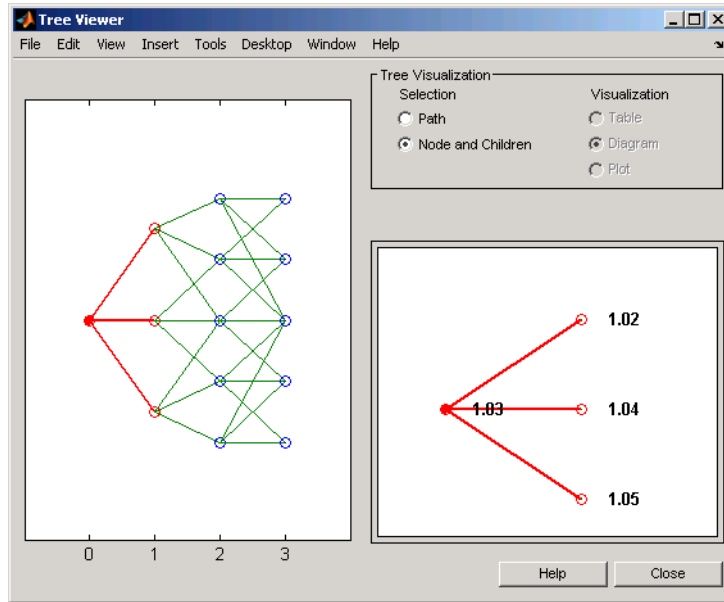 Tree Viewer
File Edit View Insert Tools Desktop Window Help
Tree Visualization
Selection Visualization
Path Table
Node and Children Diagram
Plot
1.02
1.03 1.04
1.05
0 1 2 3
Help Close